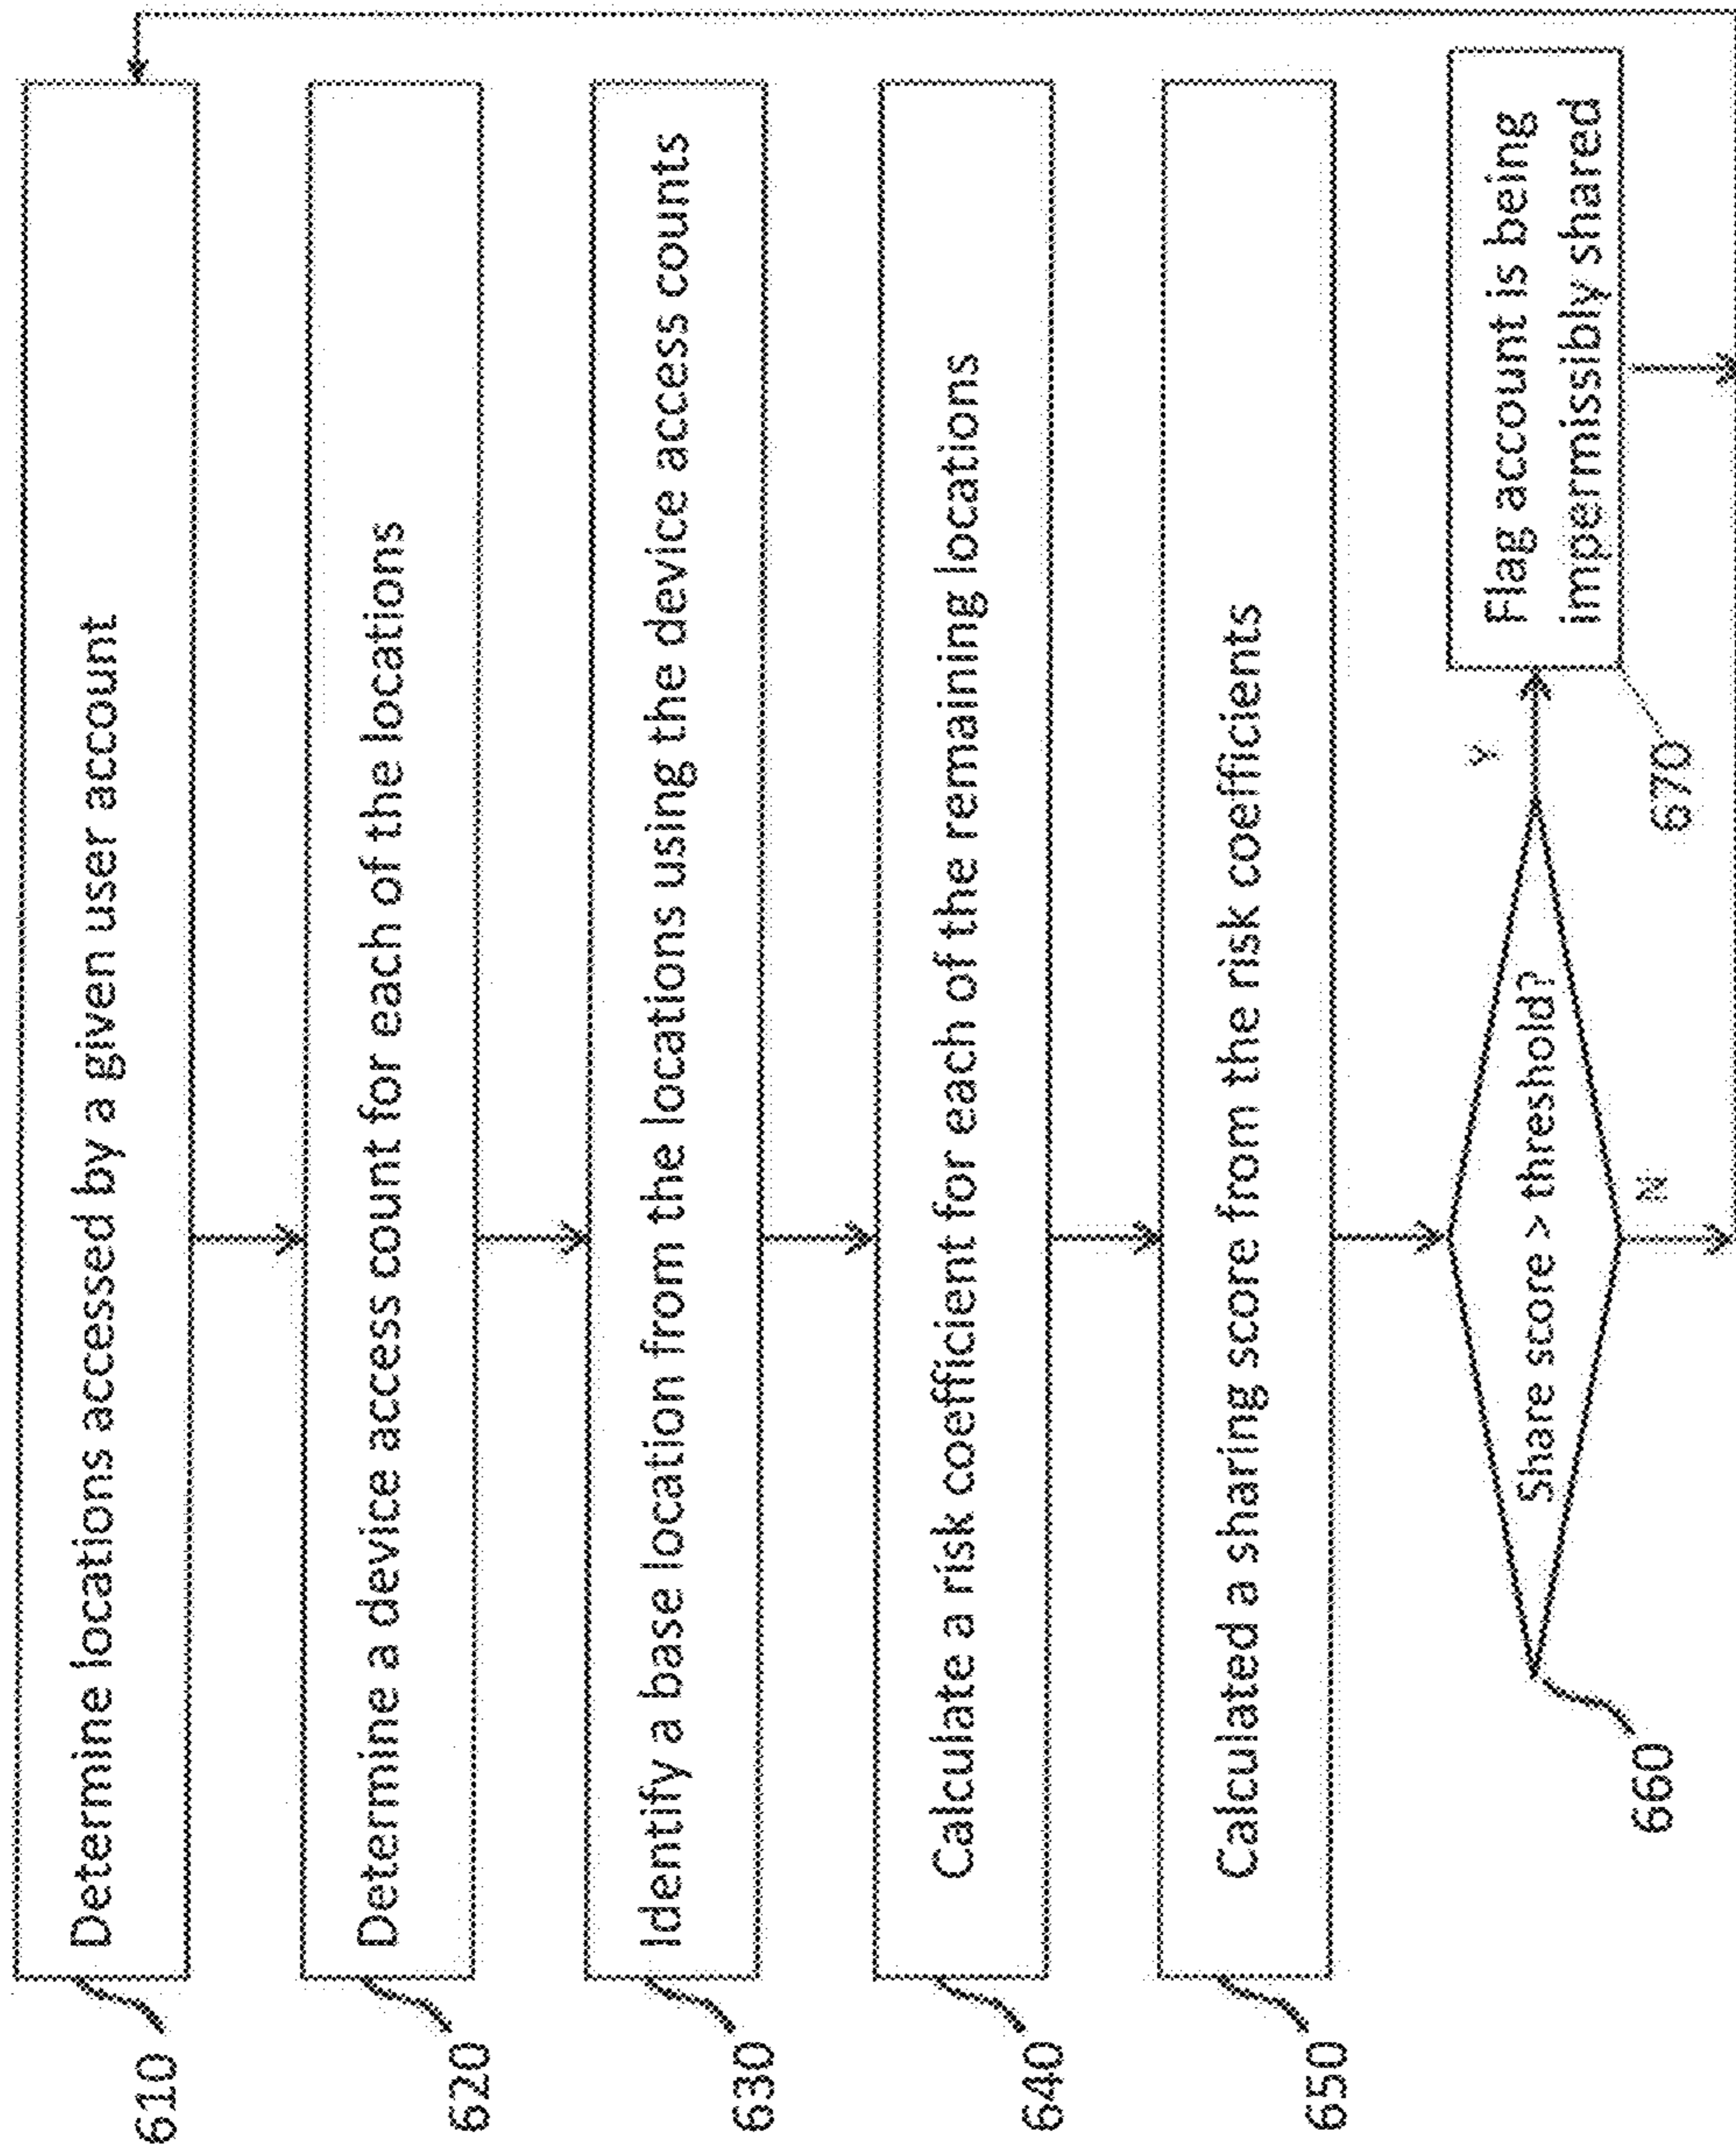 610
Determine locations accessed by a given user account
620
Determine a device access count for each of the locations
630
Identify a base location from the locations using the device access counts
640
Calculate a risk coefficient for each of the remaining locations
650
Calculated a sharing score from the risk coefficients
660
Share score > threshold?
Y
N
Flag account is being
impermissibly shared
670